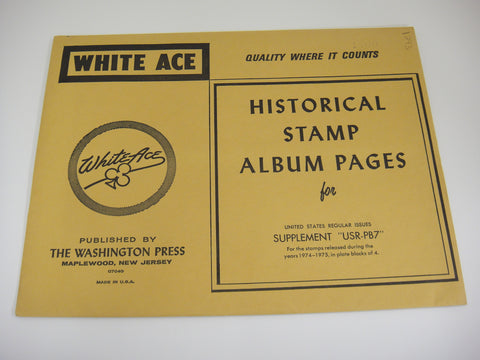 WHITE ACE
QUALITY WHERE IT COUNTS
HISTORICAL
STAMP
ALBUM PAGES
for
UNITED STATES REGULAR ISSUES
SUPPLEMENT "USR-PB7"
For the stamps released during the
years 1974-1975, in plate blocks of 4.
White Ace
PUBLISHED BY
THE WASHINGTON PRESS
MAPLEWOOD, NEW JERSEY
07040
MADE IN U.S.A.